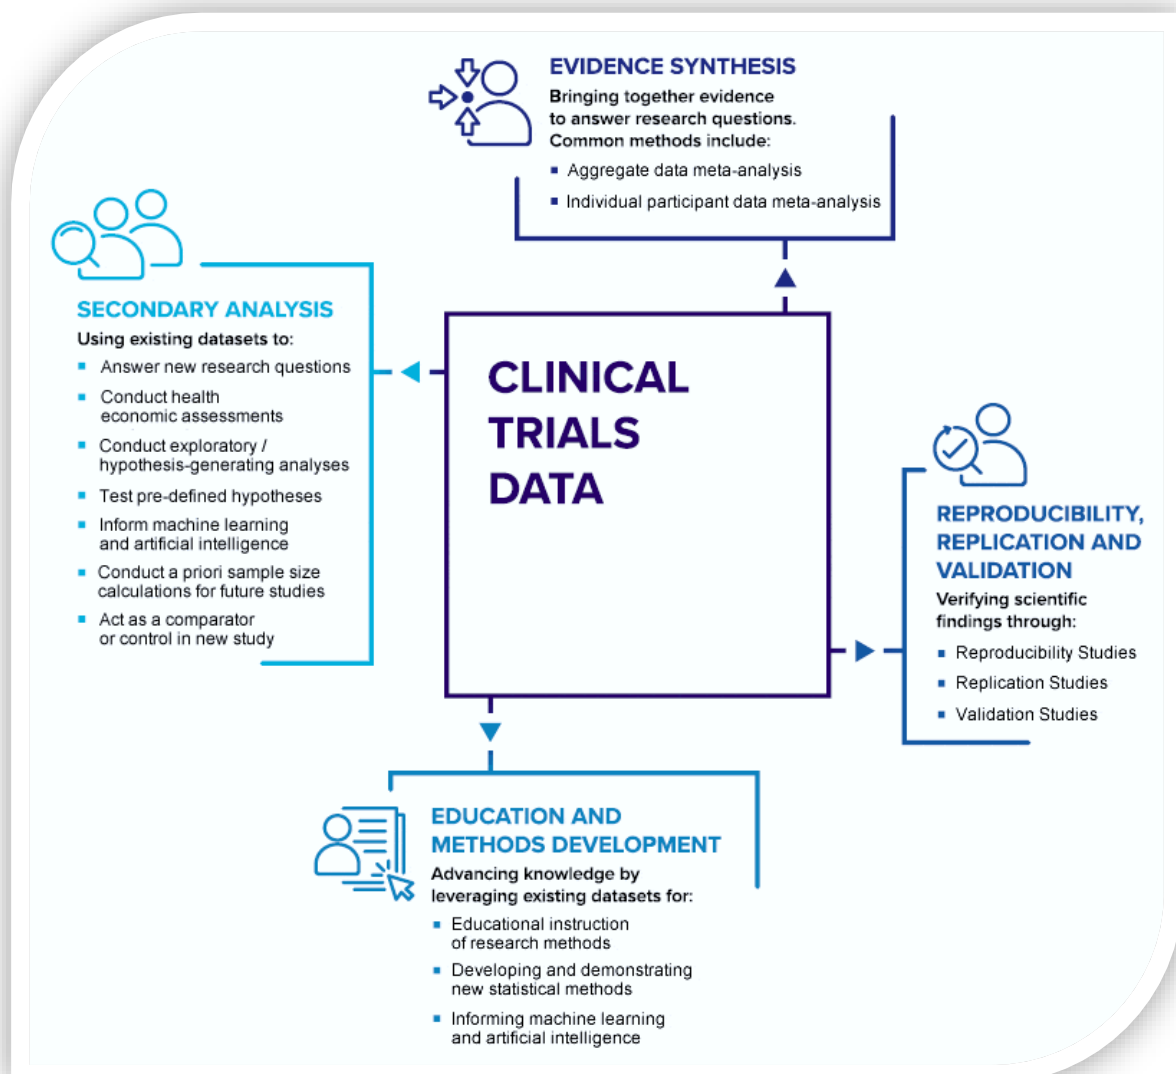 EVIDENCE SYNTHESIS
Bringing together evidence
to answer research questions.
Common methods include:
Aggregate data meta-analysis
Individual participant data meta-analysis
SECONDARY ANALYSIS
Using existing datasets to:
Answer new research questions
Conduct health
economic assessments
Conduct exploratory /
hypothesis-generating analyses
Test pre-defined hypotheses
Inform machine learning
and artificial intelligence
Conduct a priori sample size
calculations for future studies
Act as a comparator
or control in new study
CLINICAL
TRIALS
DATA
REPRODUCIBILITY,
REPLICATION AND
VALIDATION
Verifying scientific
findings through:
Reproducibility Studies
Replication Studies
Validation Studies
EDUCATION AND
METHODS DEVELOPMENT
Advancing knowledge by
leveraging existing datasets for:
Educational instruction
of research methods
Developing and demonstrating
new statistical methods
Informing machine learning
and artificial intelligence